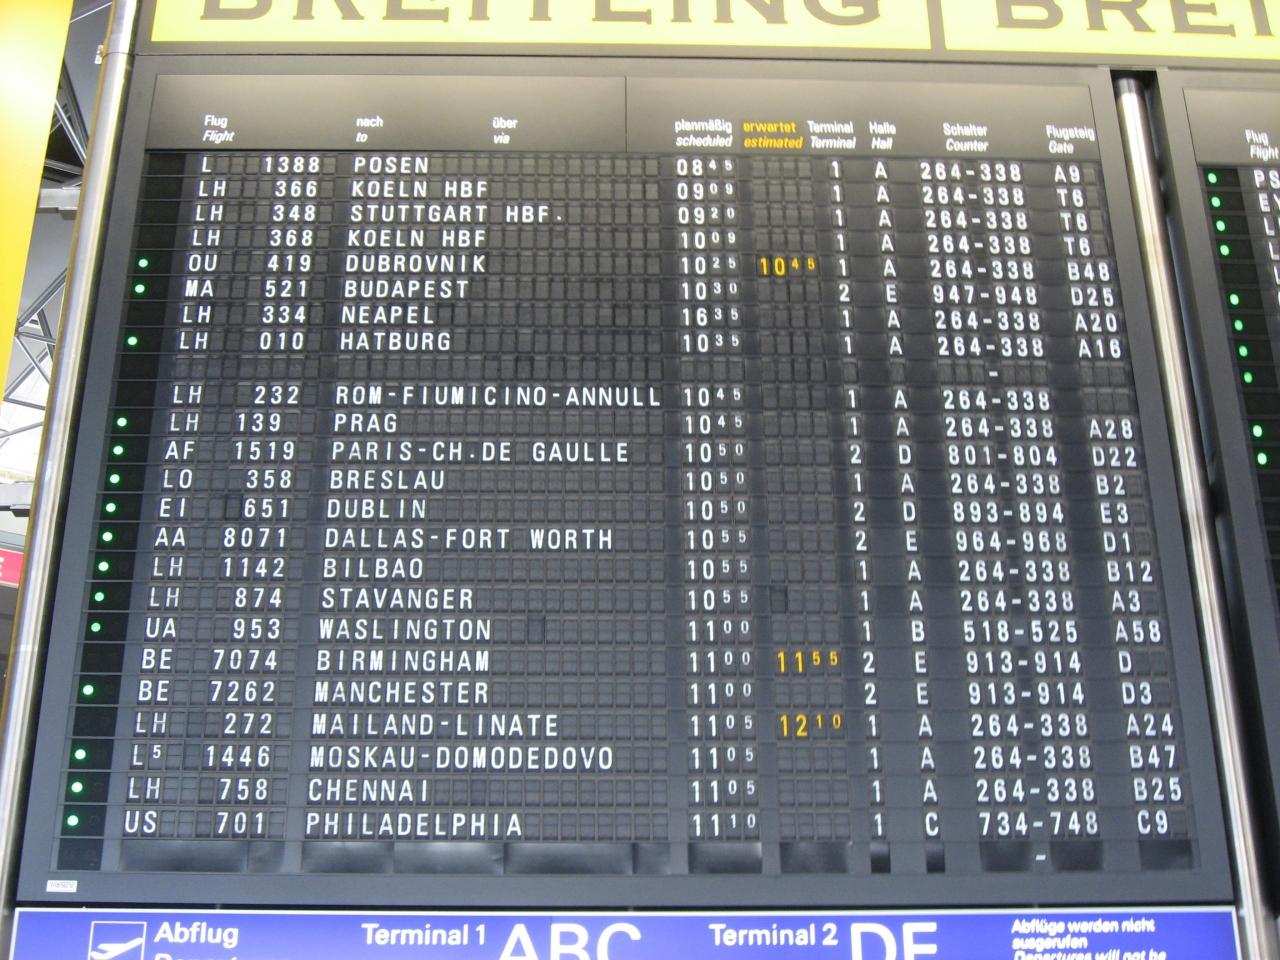 BREITLING BREI
Flug nach über planmäßig erwartet Terminal Halle Schalter Flugsteig
Flight to via scheduled estimated Terminal Hall Counter Gate
L 1388 POSEN 0845 1 A 264-338 A9
LH 366 KOELN HBF 0909 1 A 264-338 T6
LH 348 STUTTGART HBF. 0920 1 A 264-338 T6
LH 368 KOELN HBF 1009 1 A 264-338 T6
OU 419 DUBROVNIK 1025 1045 1 A 264-338 B48
MA 521 BUDAPEST 1030 2 E 947-948 D25
LH 334 NEAPEL 1635 1 A 264-338 A20
LH 010 HATBURG 1035 1 A 264-338 A16
-
LH 232 ROM-FIUMICINO-ANNULL 1045 1 A 264-338
LH 139 PRAG 1045 1 A 264-338 A28
AF 1519 PARIS-CH.DE GAULLE 1050 2 D 801-804 D22
LO 358 BRESLAU 1050 1 A 264-338 B2
EI 651 DUBLIN 1050 2 D 893-894 E3
AA 8071 DALLAS-FORT WORTH 1055 2 E 964-968 D1
LH 1142 BILBAO 1055 1 A 264-338 B12
LH 874 STAVANGER 1055 1 A 264-338 A3
UA 953 WASLINGTON 1100 1 B 518-525 A58
BE 7074 BIRMINGHAM 1100 1155 2 E 913-914 D
BE 7262 MANCHESTER 1100 2 E 913-914 D3
LH 272 MAILAND-LINATE 1105 1210 1 A 264-338 A24
L5 1446 MOSKAU-DOMODEDOVO 1105 1 A 264-338 B47
LH 758 CHENNAI 1105 1 A 264-338 B25
US 701 PHILADELPHIA 1110 1 C 734-748 C9
-
Flug
Flight
PS
L
L
Abflug Terminal 1 ABC Terminal 2 DE Abflüge werden nicht
ausgerufen
Departures will not be